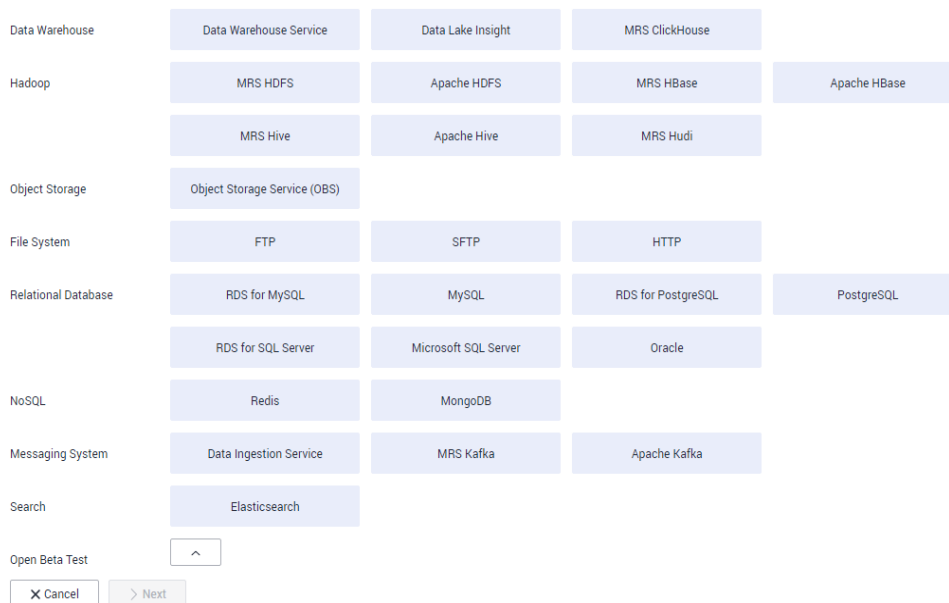 Data Warehouse Data Warehouse Service Data Lake Insight MRS ClickHouse
Hadoop MRS HDFS Apache HDFS MRS HBase Apache HBase
MRS Hive Apache Hive MRS Hudi
Object Storage Object Storage Service (OBS)
File System FTP SFTP HTTP
Relational Database RDS for MySQL MySQL RDS for PostgreSQL PostgreSQL
RDS for SQL Server Microsoft SQL Server Oracle
NoSQL Redis MongoDB
Messaging System Data Ingestion Service MRS Kafka Apache Kafka
Search Elasticsearch
Open Beta Test
Cancel Next